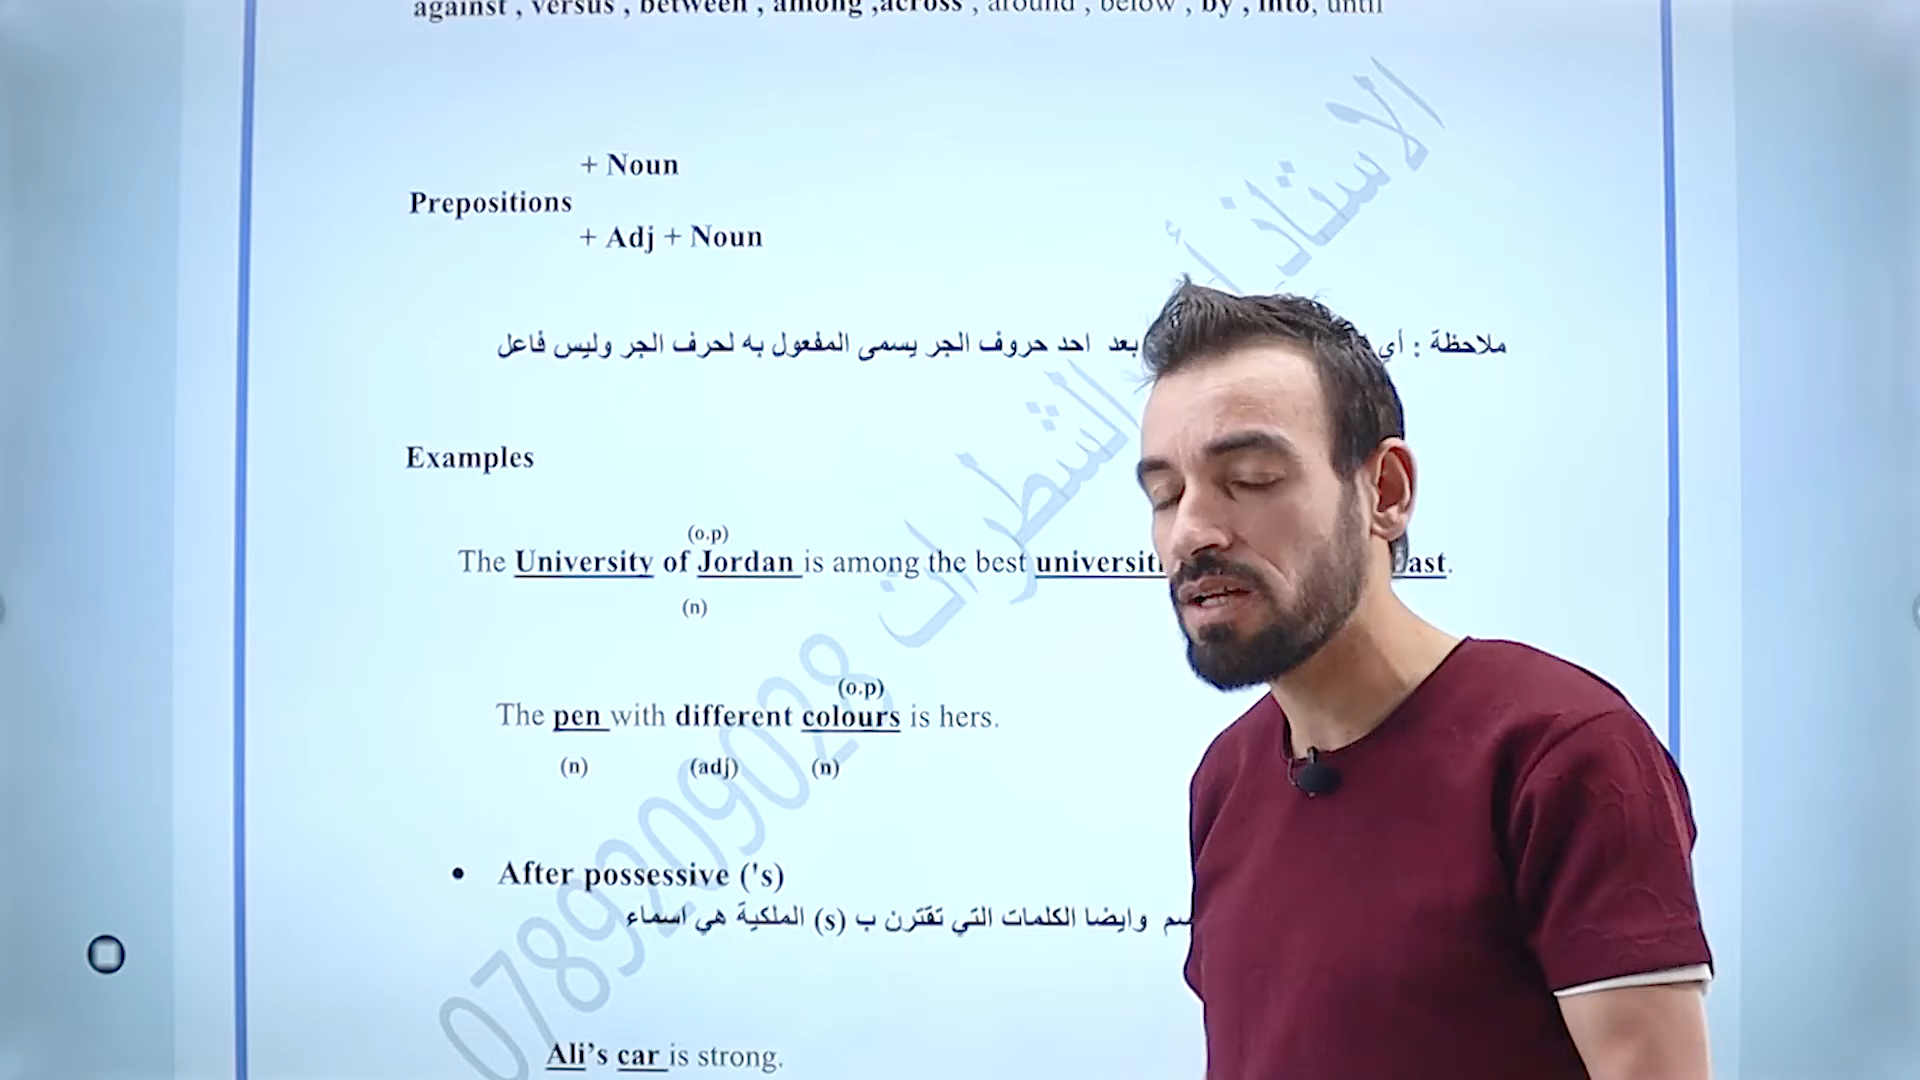 against , versus , between , among ,across , around , below , by , into, until
+ Noun
Prepositions
+ Adj + Noun
ملاحظة : أي بعد احد حروف الجر يسمى المفعول به لحرف الجر وليس فاعل
Examples
(o.p)
The University of Jordan is among the best
(n)
(o.p)
The pen with different colours is hers.
(n) (adj) (n)
• After possessive ('s)
وايضا الكلمات التي تقترن ب (s) الملكية هي اسماء
Ali’s car is strong.
الاستاذ الشطرات 0789209028